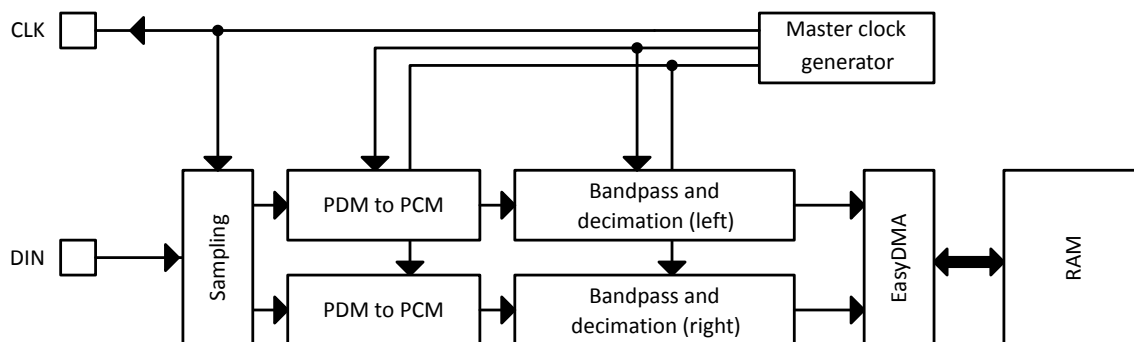 CLK
Master clock
generator
DIN
Sampling
PDM to PCM
Bandpass and
decimation (left)
PDM to PCM
Bandpass and
decimation (right)
EasyDMA
RAM